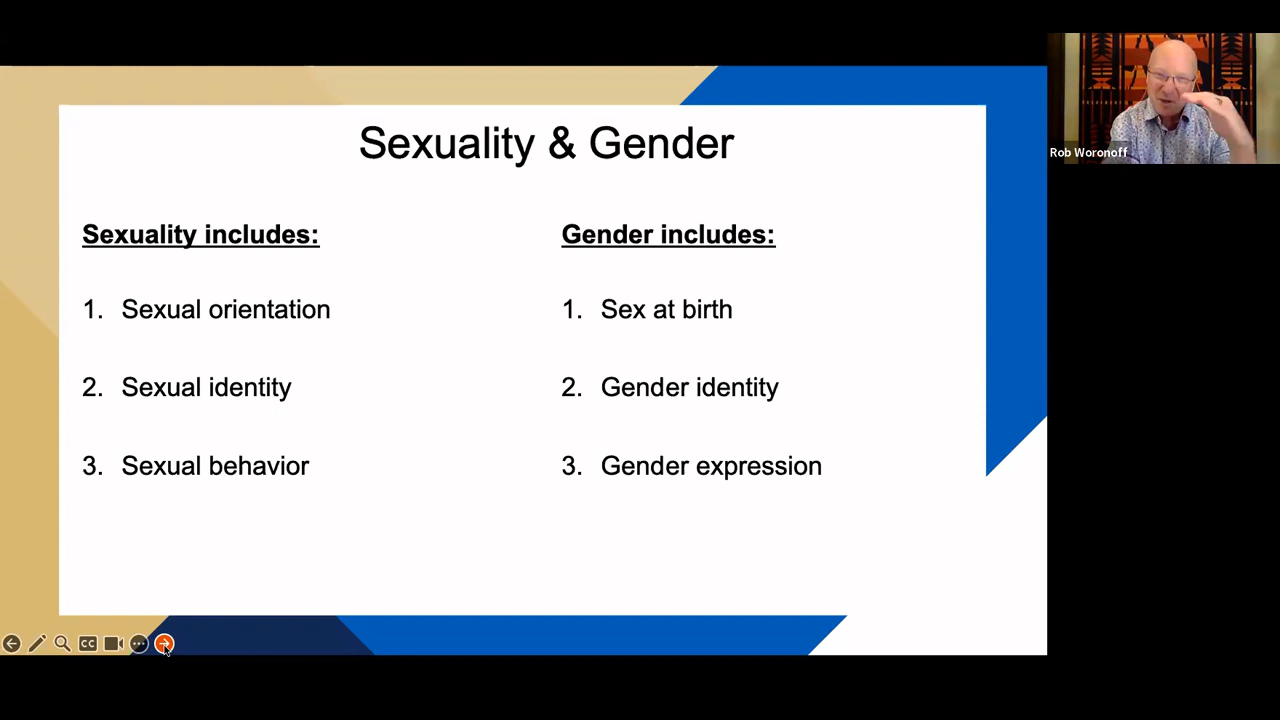 Sexuality & Gender
Sexuality includes:
1. Sexual orientation
2. Sexual identity
3. Sexual behavior
Gender includes:
1. Sex at birth
2. Gender identity
3. Gender expression
Rob Woronoff
CC